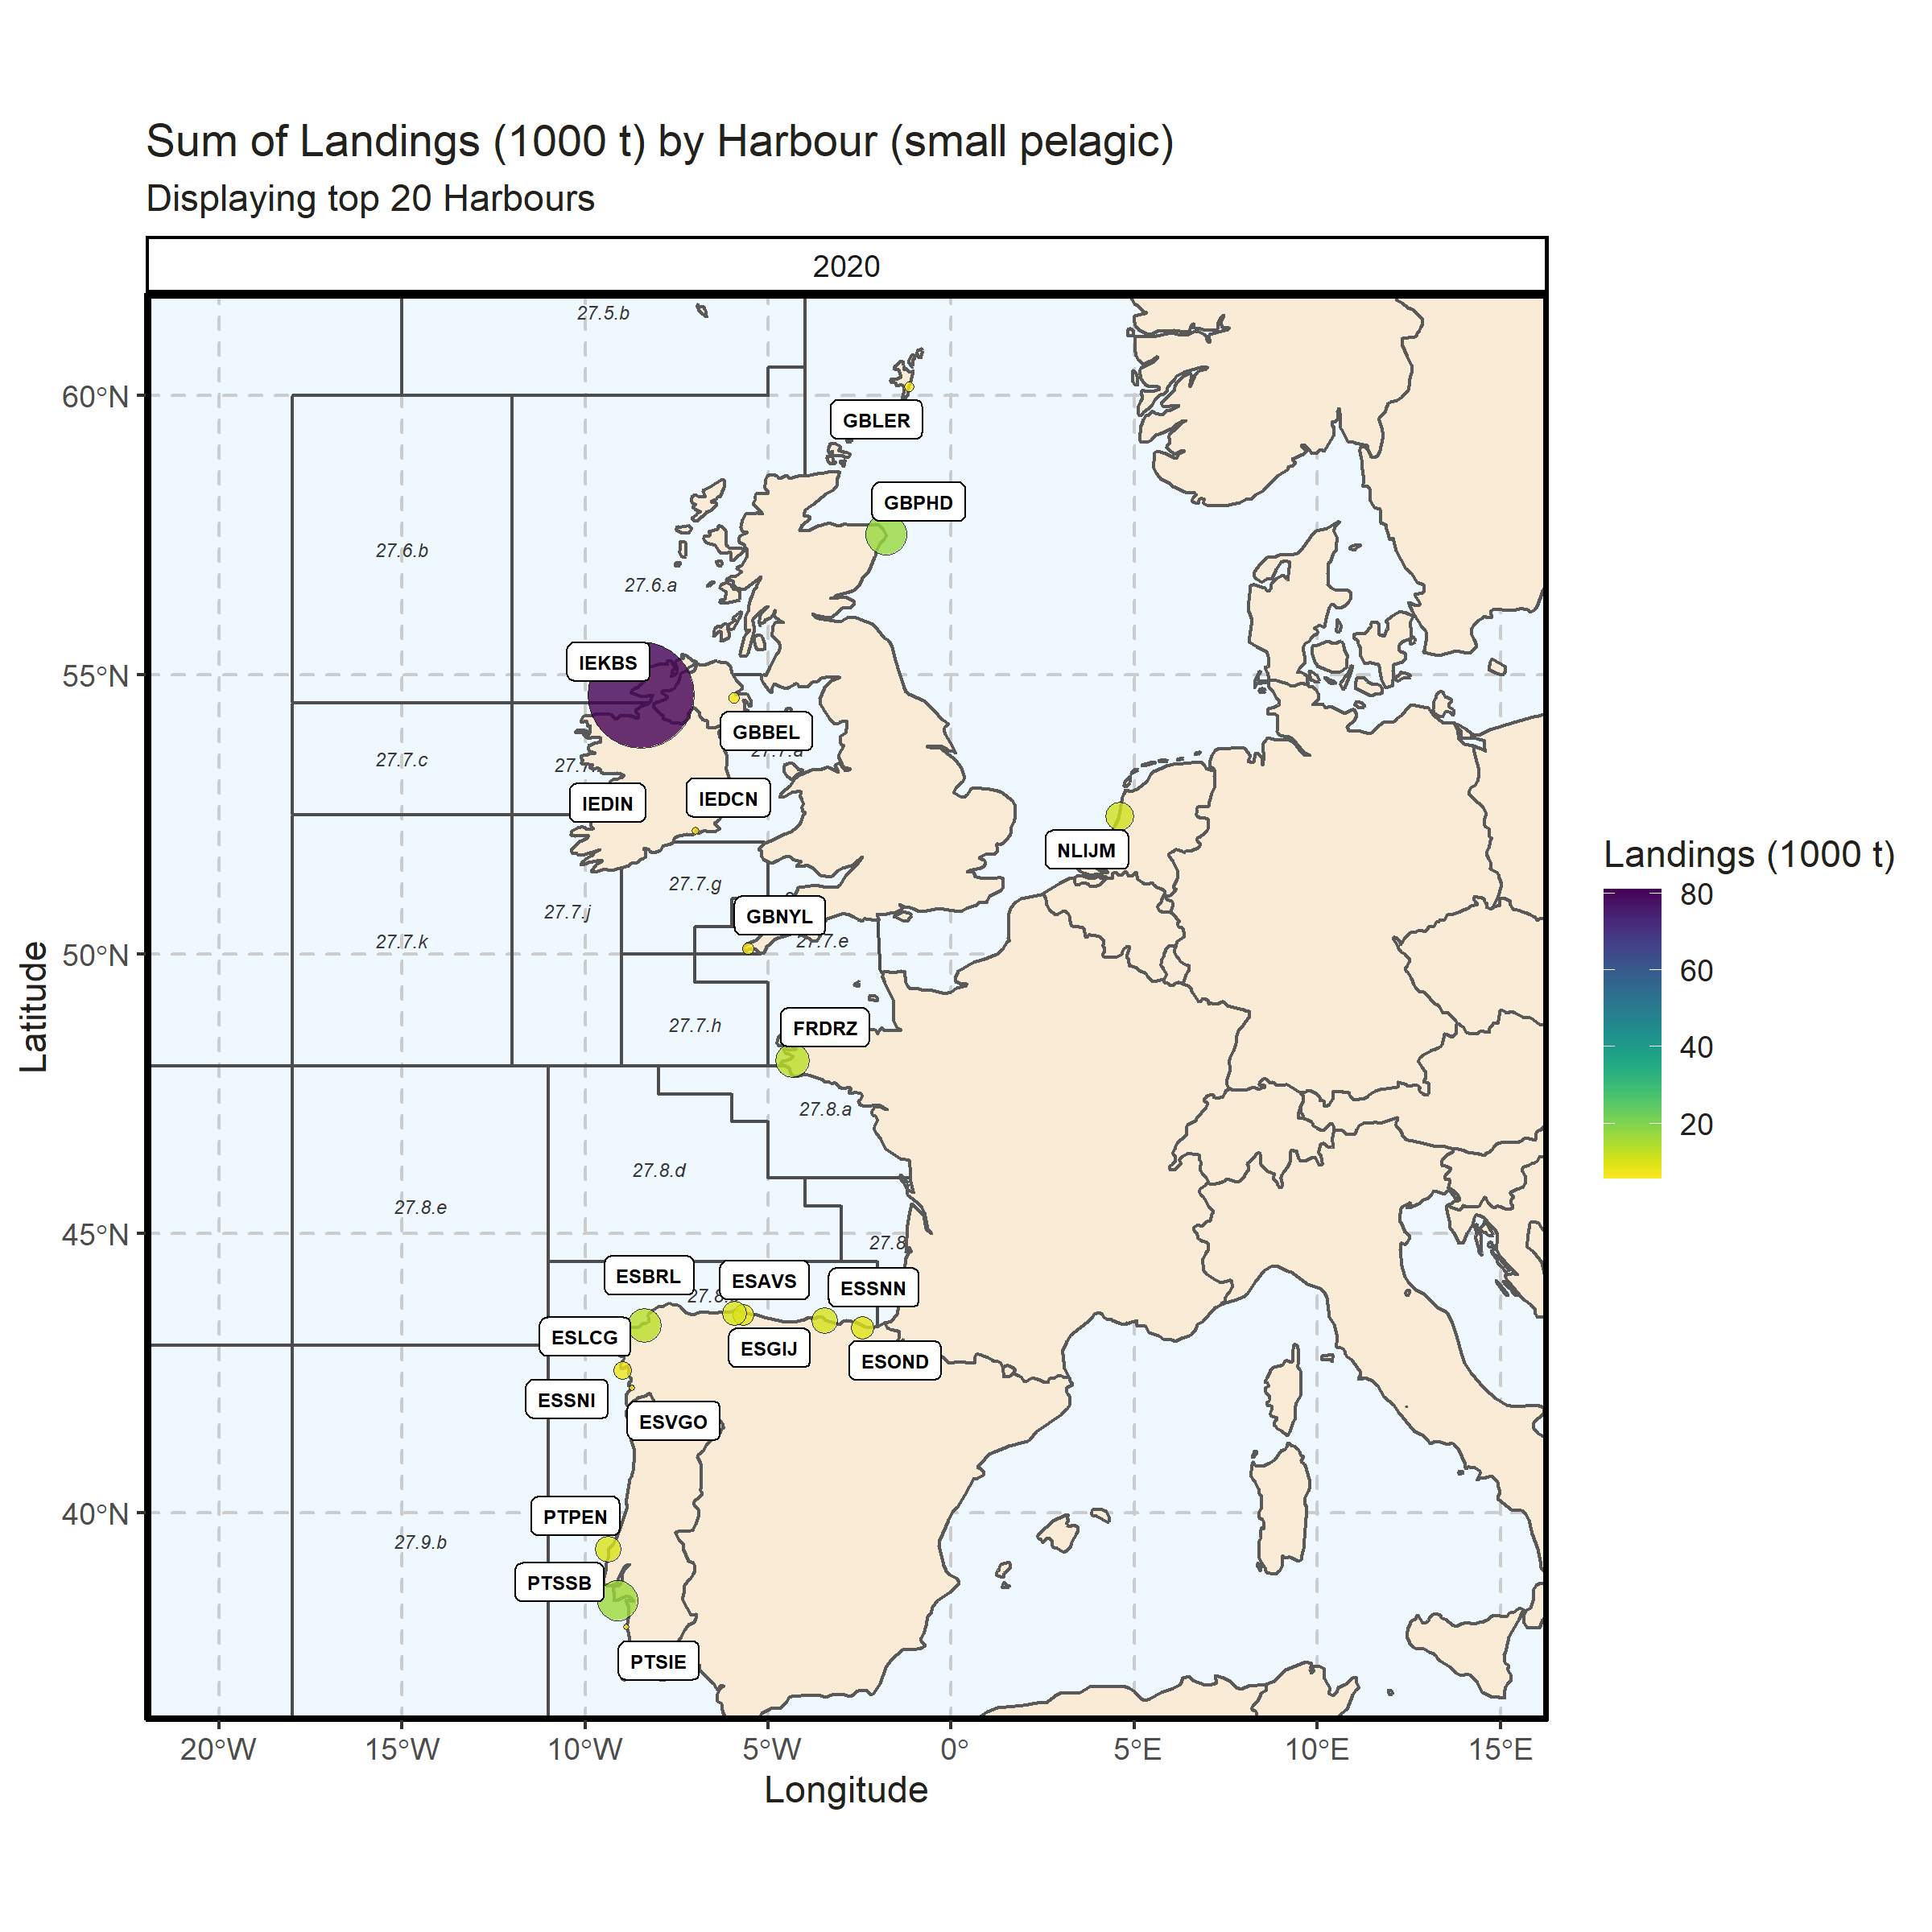 Sum of Landings (1000 t) by Harbour (small pelagic)
Displaying top 20 Harbours
2020
27.5.b
60°N
GBLER
GBPHD
27.6.b
27.6.a
IEKBS
55°N
GBBEL
27.7.c
IEDIN
IEDCN
NLIJM
27.7.g
27.7.j
GBNYL
27.7.k
27.7.e
50°N
27.7.h
FRDRZ
27.8.a
27.8.d
27.8.e
45°N
27.8
ESBRL
ESAVS
ESSNN
ESLCG
ESGIJ
ESOND
ESSNI
ESVGO
40°N
PTPEN
27.9.b
PTSSB
PTSIE
20°W
15°W
10°W
5°W
0°
5°E
10°E
15°E
Longitude
Latitude
Landings (1000 t)
80
60
40
20